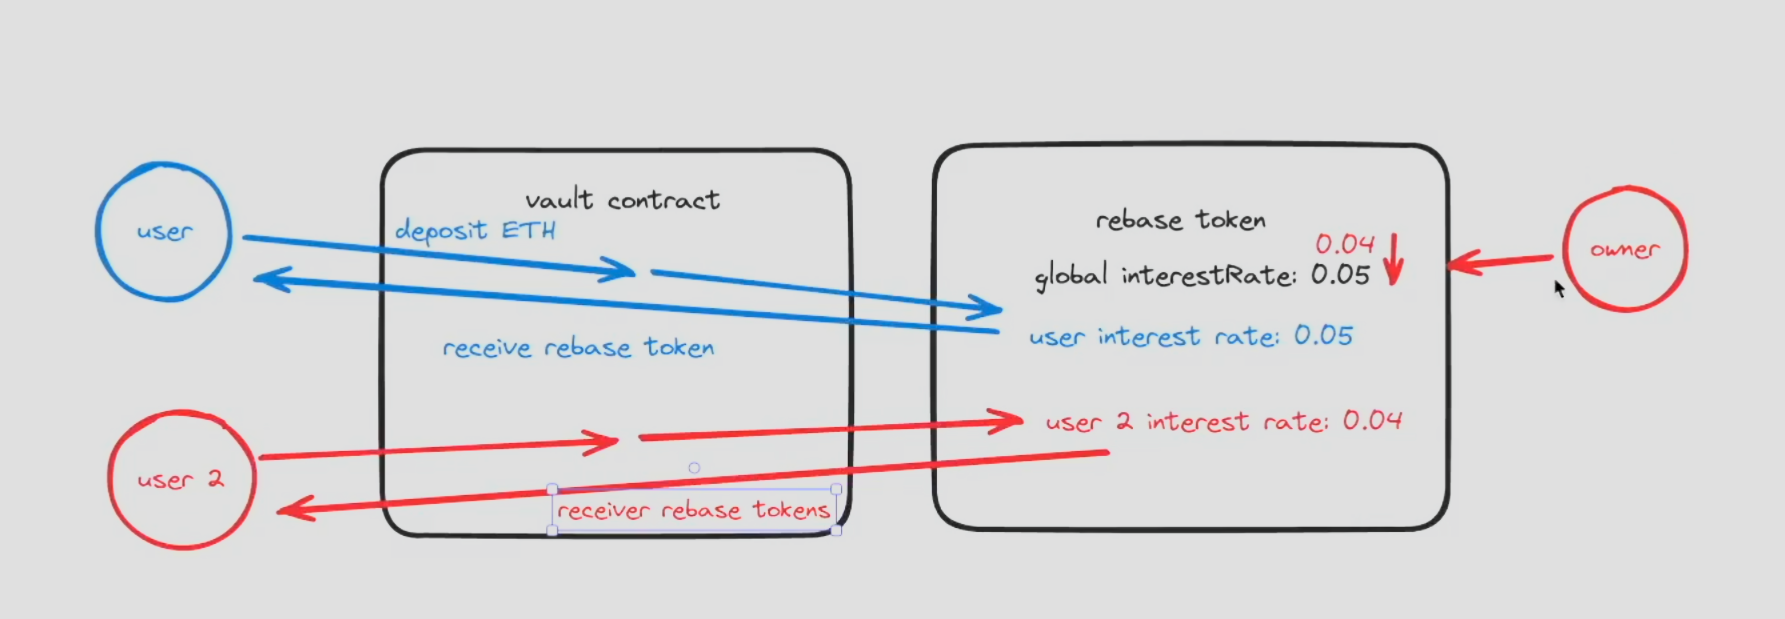 vault contract
deposit ETH
user
receive rebase token
rebase token
0.04
global interestRate: 0.05
user interest rate: 0.05
owner
user 2
user 2 interest rate: 0.04
receiver rebase tokens